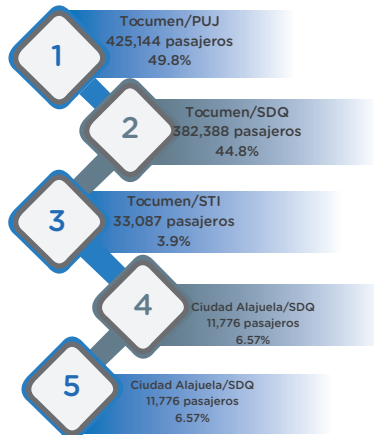 1
Tocumen/PUJ
425,144 pasajeros
49.8%
2
Tocumen/SDQ
382,388 pasajeros
44.8%
3
Tocumen/STI
33,087 pasajeros
3.9%
4
Ciudad Alajuela/SDQ
11,776 pasajeros
6.57%
5
Ciudad Alajuela/SDQ
11,776 pasajeros
6.57%